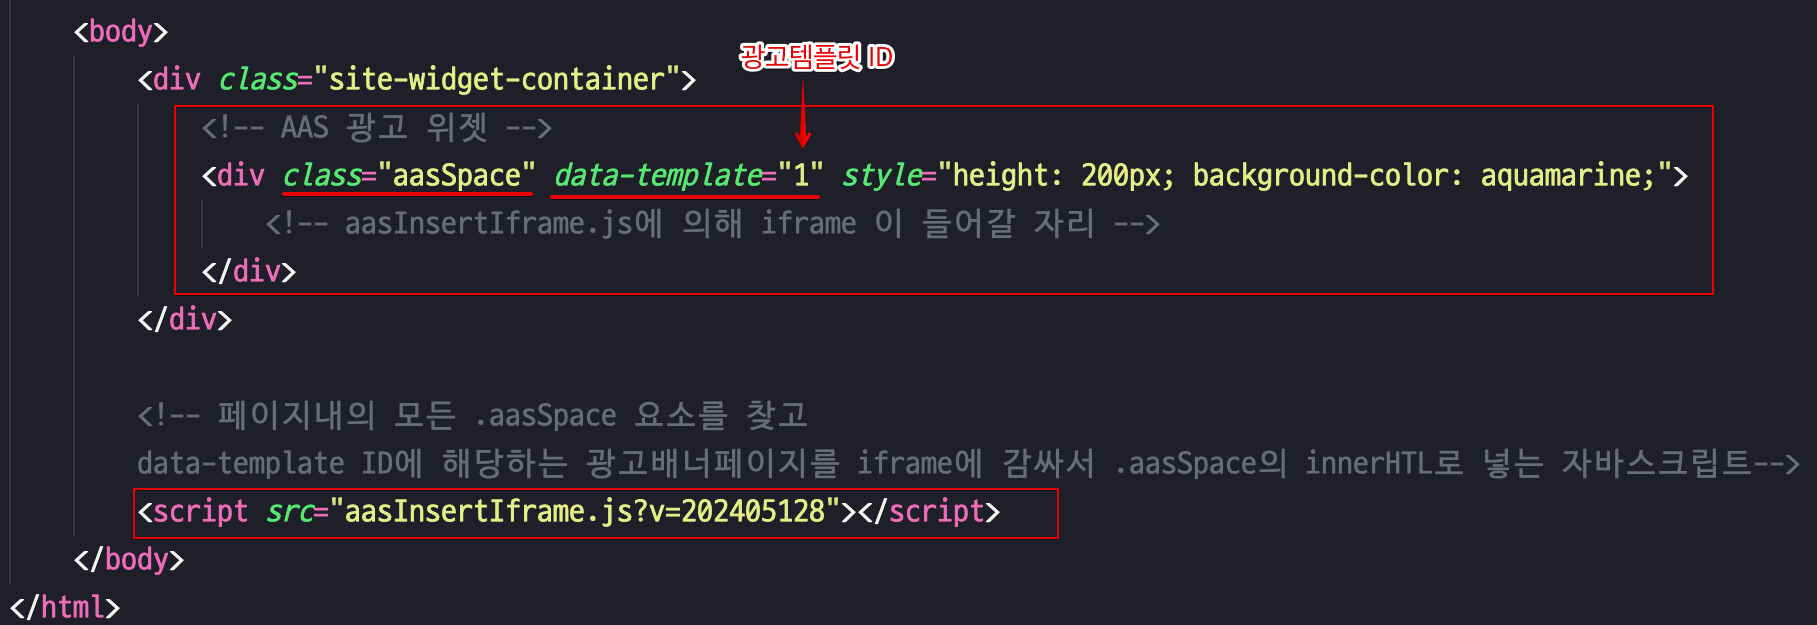 <body>
광고템플릿 ID
<div class="site-widget-container">
<!-- AAS 광고 위젯 -->
<div class="aasSpace" data-template="1" style="height: 200px; background-color: aquamarine;">
<!-- aasInsertIframe.js에 의해 iframe 이 들어갈 자리 -->
</div>
</div>
<!-- 페이지내의 모든 .aasSpace 요소를 찾고
data-template ID에 해당하는 광고배너페이지를 iframe에 감싸서 .aasSpace의 innerHTL로 넣는 자바스크립트-->
<script src="aasInsertIframe.js?v=202405128"></script>
</body>
</html>